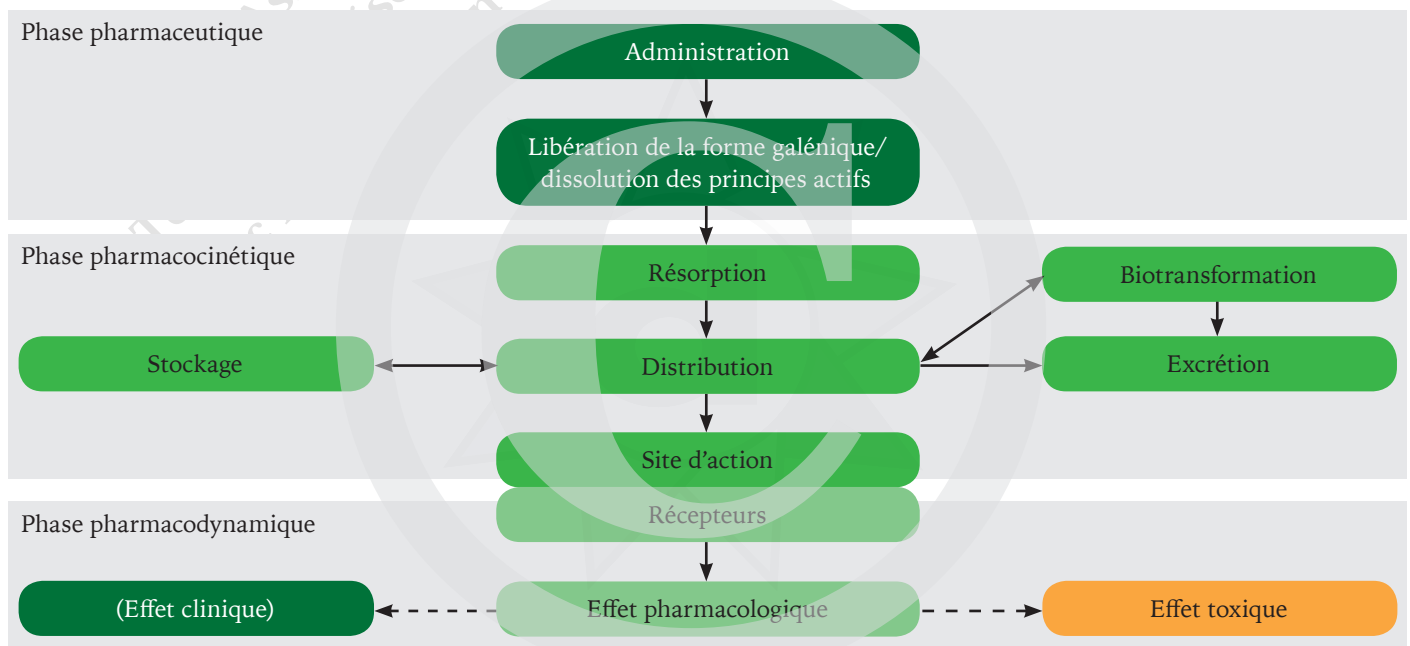 Phase pharmaceutique
Administration
Libération de la forme galénique/
dissolution des principes actifs
Phase pharmacocinétique
Résorption
Biotransformation
Stockage
Distribution
Excrétion
Site d’action
Récepteurs
Phase pharmacodynamique
(Effet clinique)
Effet pharmacologique
Effet toxique